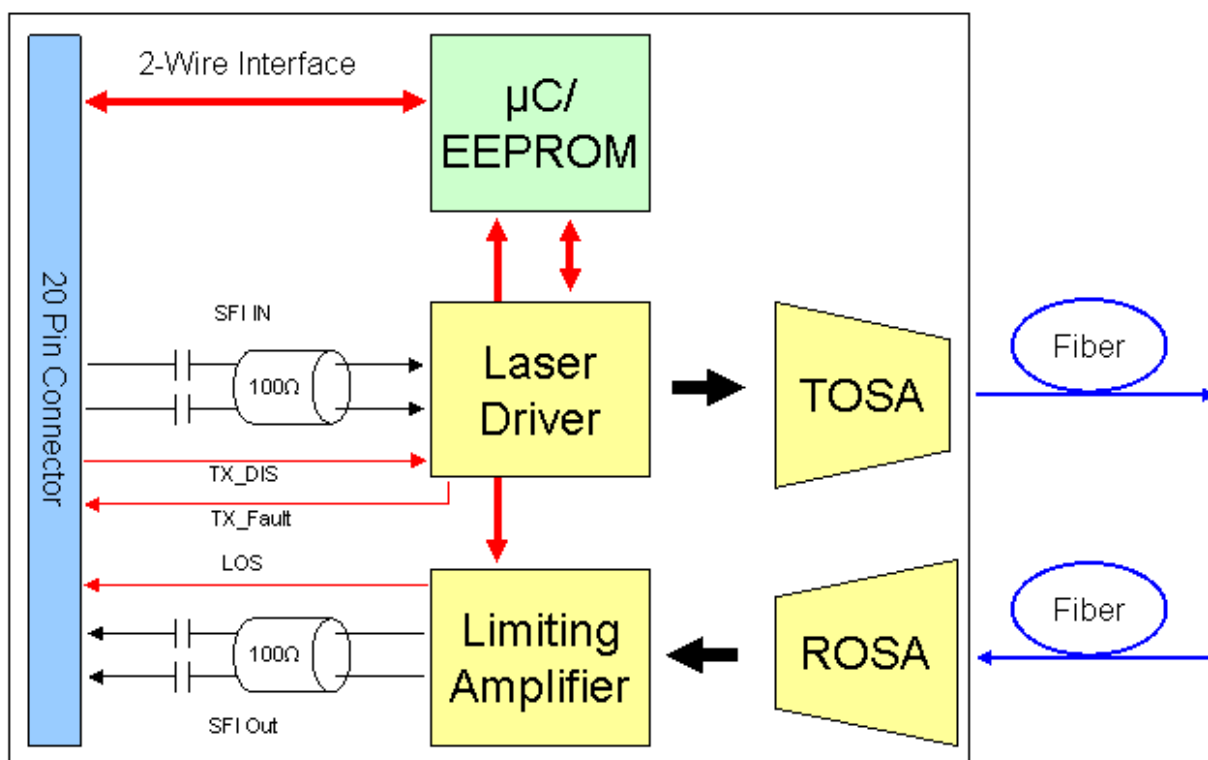 2-Wire Interface
µC/
EEPROM
20 Pin Connector
SFI IN
100Ω
Laser
Driver
TOSA
Fiber
TX_DIS
TX_Fault
LOS
100Ω
SFI Out
Limiting
Amplifier
ROSA
Fiber